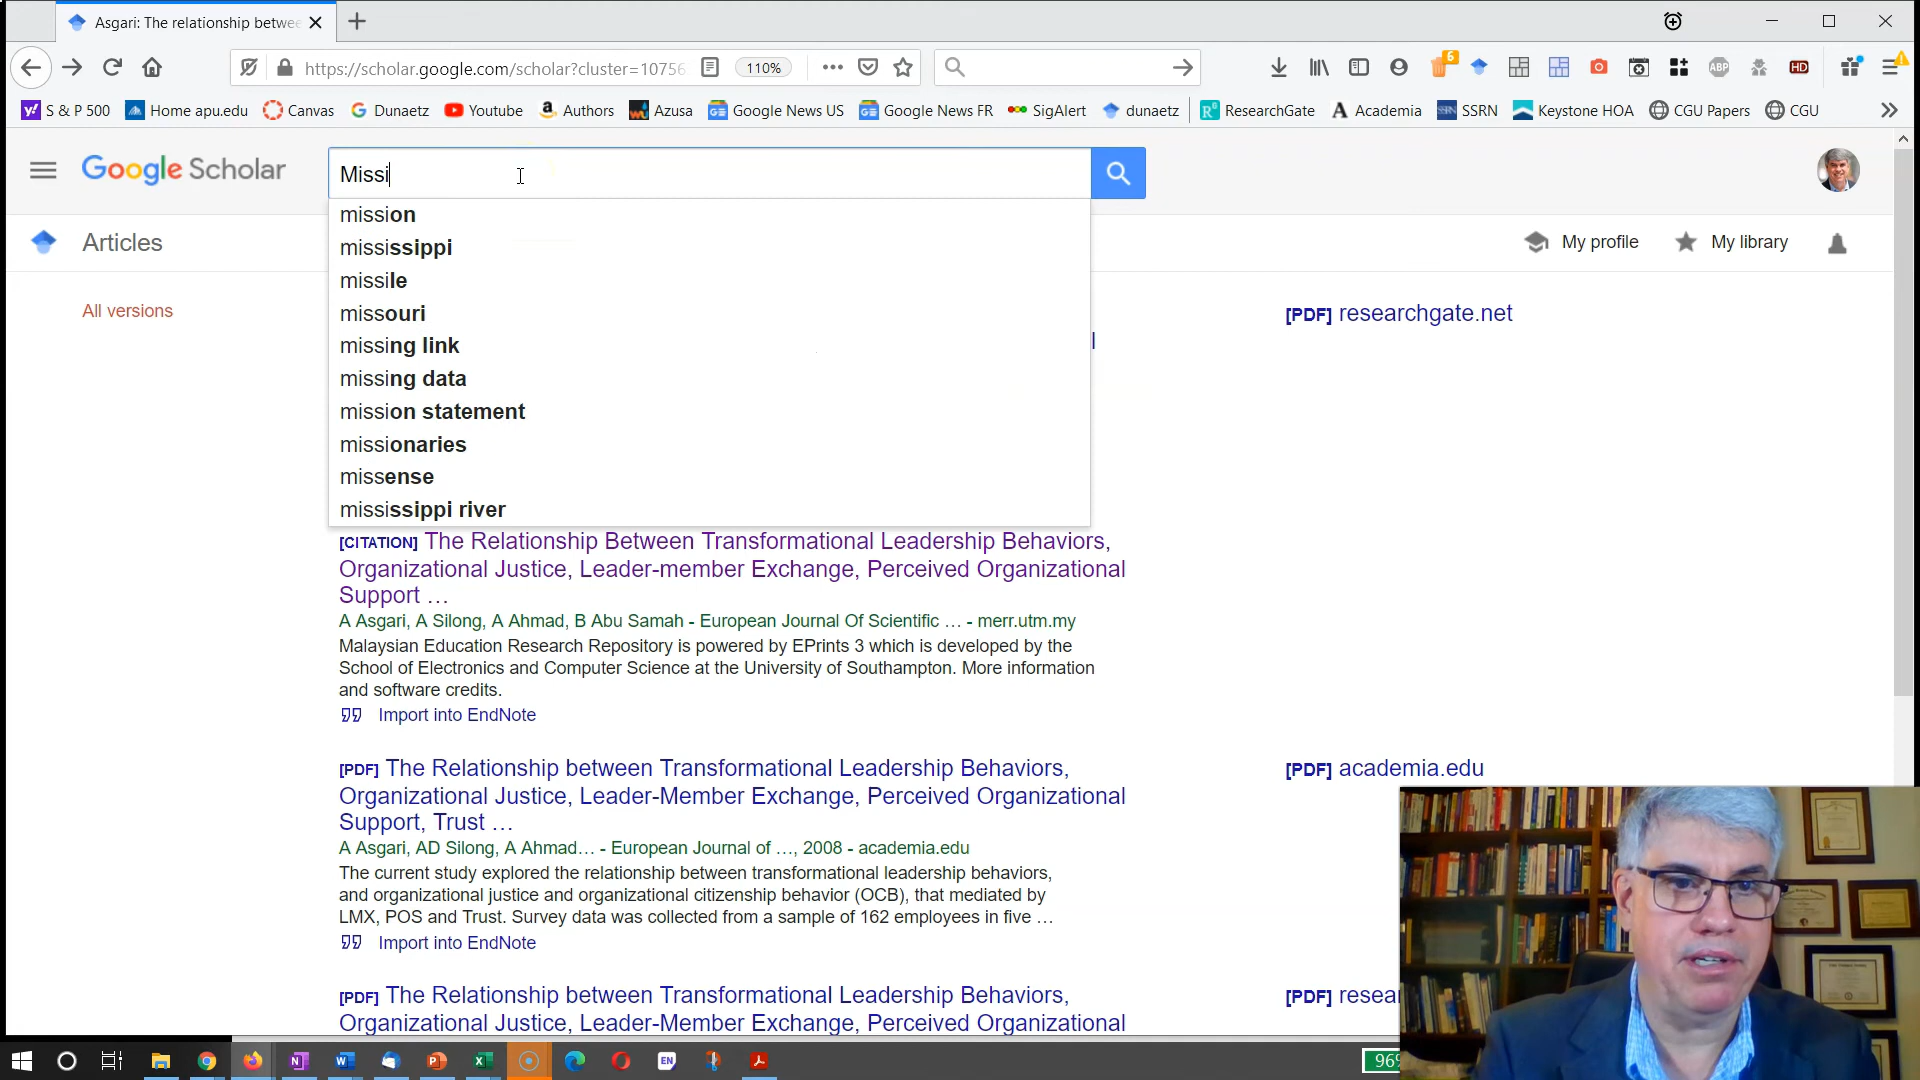 Asgari: The relationship betwee
https://scholar.google.com/scholar?cluster=10756
110%
6
ABP
HD
S & P 500
Home apu.edu
Canvas
Dunaetz
Youtube
Authors
Azusa
Google News US
Google News FR
SigAlert
dunaetz
ResearchGate
Academia
SSRN
Keystone HOA
CGU Papers
CGU
Google Scholar
Missi
mission
mississippi
missile
missouri
missing link
missing data
mission statement
missionaries
missense
mississippi river
Articles
My profile
My library
All versions
[PDF] researchgate.net
[CITATION] The Relationship Between Transformational Leadership Behaviors,
Organizational Justice, Leader-member Exchange, Perceived Organizational
Support …
A Asgari, A Silong, A Ahmad, B Abu Samah - European Journal Of Scientific … - merr.utm.my
Malaysian Education Research Repository is powered by EPrints 3 which is developed by the
School of Electronics and Computer Science at the University of Southampton. More information
and software credits.
Import into EndNote
[PDF] The Relationship between Transformational Leadership Behaviors,
Organizational Justice, Leader-Member Exchange, Perceived Organizational
Support, Trust …
[PDF] academia.edu
A Asgari, AD Silong, A Ahmad… - European Journal of …, 2008 - academia.edu
The current study explored the relationship between transformational leadership behaviors,
and organizational justice and organizational citizenship behavior (OCB), that mediated by
LMX, POS and Trust. Survey data was collected from a sample of 162 employees in five …
Import into EndNote
[PDF] The Relationship between Transformational Leadership Behaviors,
Organizational Justice, Leader-Member Exchange, Perceived Organizational
[PDF] resear
EN
96%